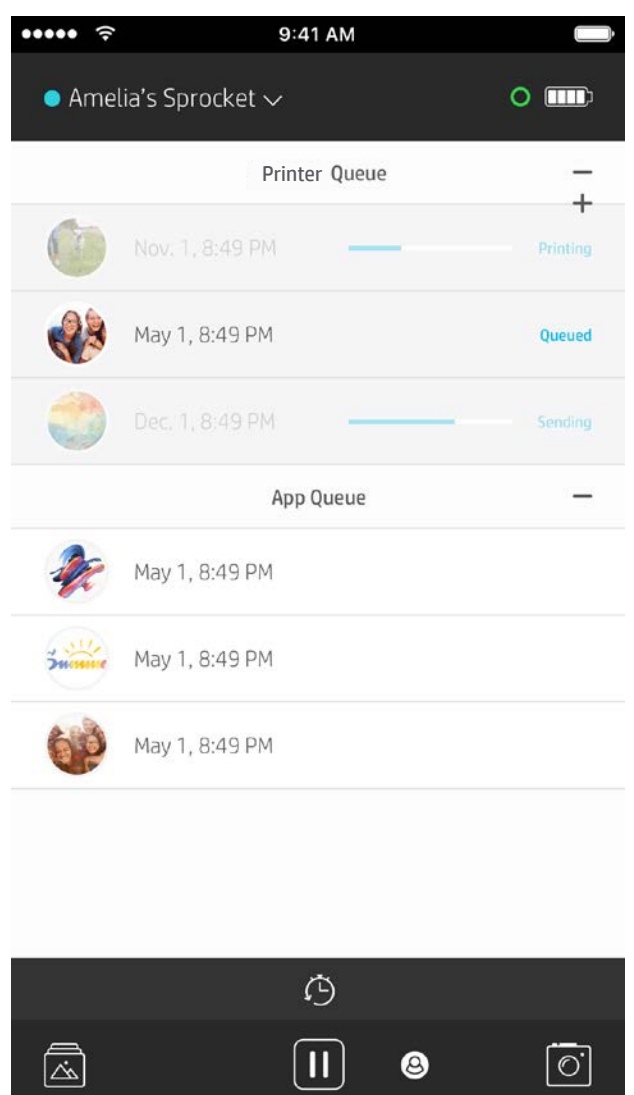 9:41 AM
Amelia's Sprocket
Printer Queue
Nov. 1, 8:49 PM Printing
May 1, 8:49 PM Queued
Dec. 1, 8:49 PM Sending
App Queue
May 1, 8:49 PM
May 1, 8:49 PM
May 1, 8:49 PM